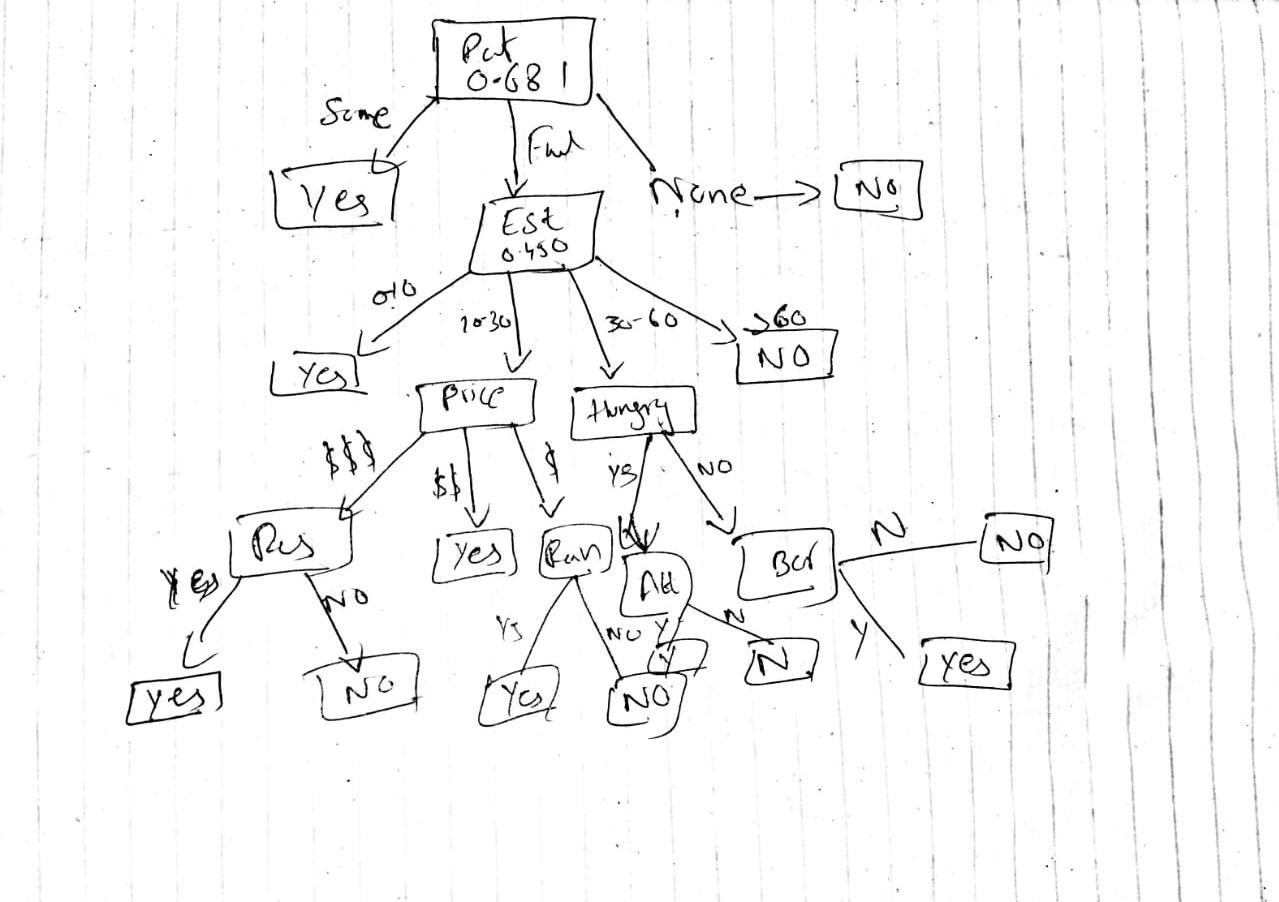 Pat
0.681
Some
Full
None
Yes
NO
Est
0.450
0-10
10-30
30-60
>60
Yes
NO
Price
Hungry
$$$
$$
$
Yes
NO
Res
Yes
Ran
Alt
Bar
N
NO
Yes
NO
Ys
NO
Y
N
Y
Yes
NO
Yes
NO
Y
N
Yes